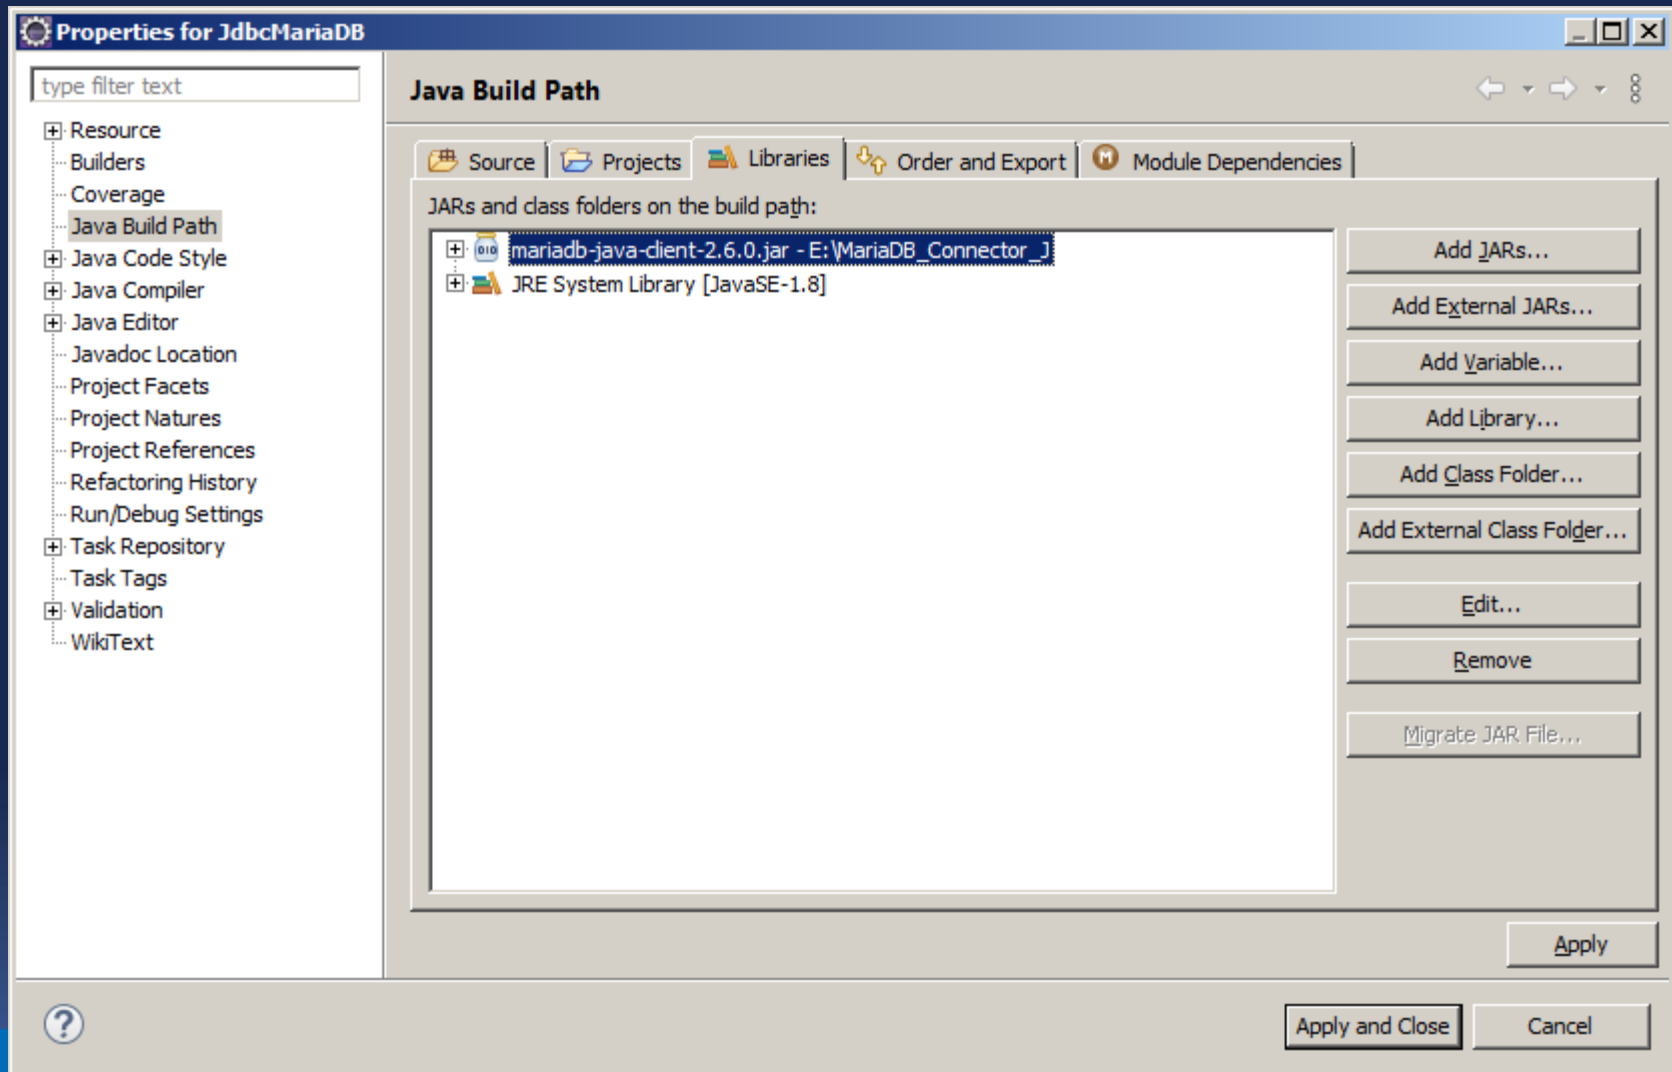 Properties for JdbcMariaDB
type filter text
Resource
Builders
Coverage
Java Build Path
Java Code Style
Java Compiler
Java Editor
Javadoc Location
Project Facets
Project Natures
Project References
Refactoring History
Run/Debug Settings
Task Repository
Task Tags
Validation
WikiText
Java Build Path
Source Projects Libraries Order and Export Module Dependencies
JARs and class folders on the build path:
mariadb-java-client-2.6.0.jar - E:\MariaDB_Connector_J
JRE System Library [JavaSE-1.8]
Add JARs...
Add External JARs...
Add Variable...
Add Library...
Add Class Folder...
Add External Class Folder...
Edit...
Remove
Migrate JAR File...
Apply
Apply and Close Cancel